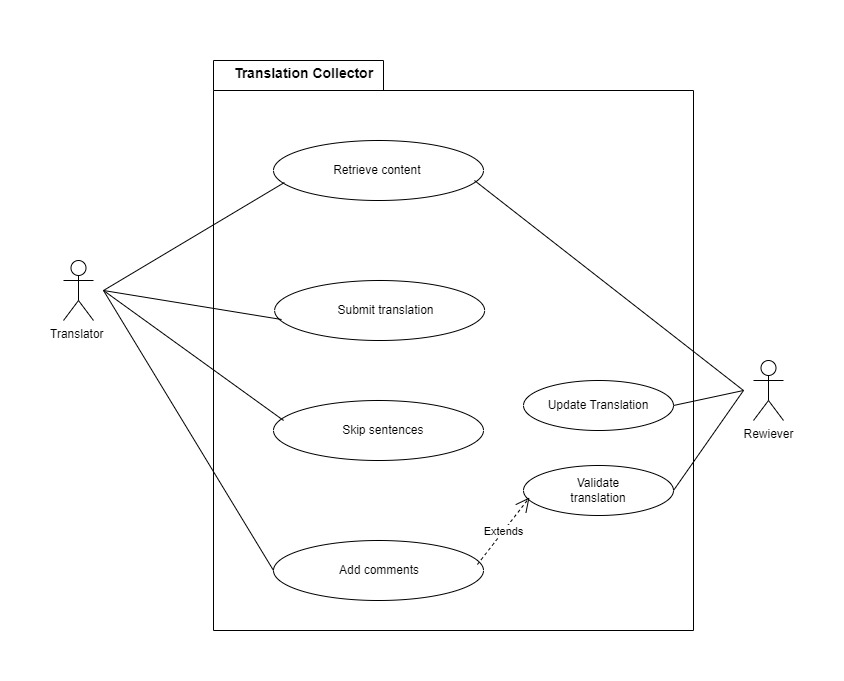 Translation Collector
Retrieve content
Submit translation
Translator
Update Translation
Skip sentences
Rewiever
Validate
translation
Extends
Add comments